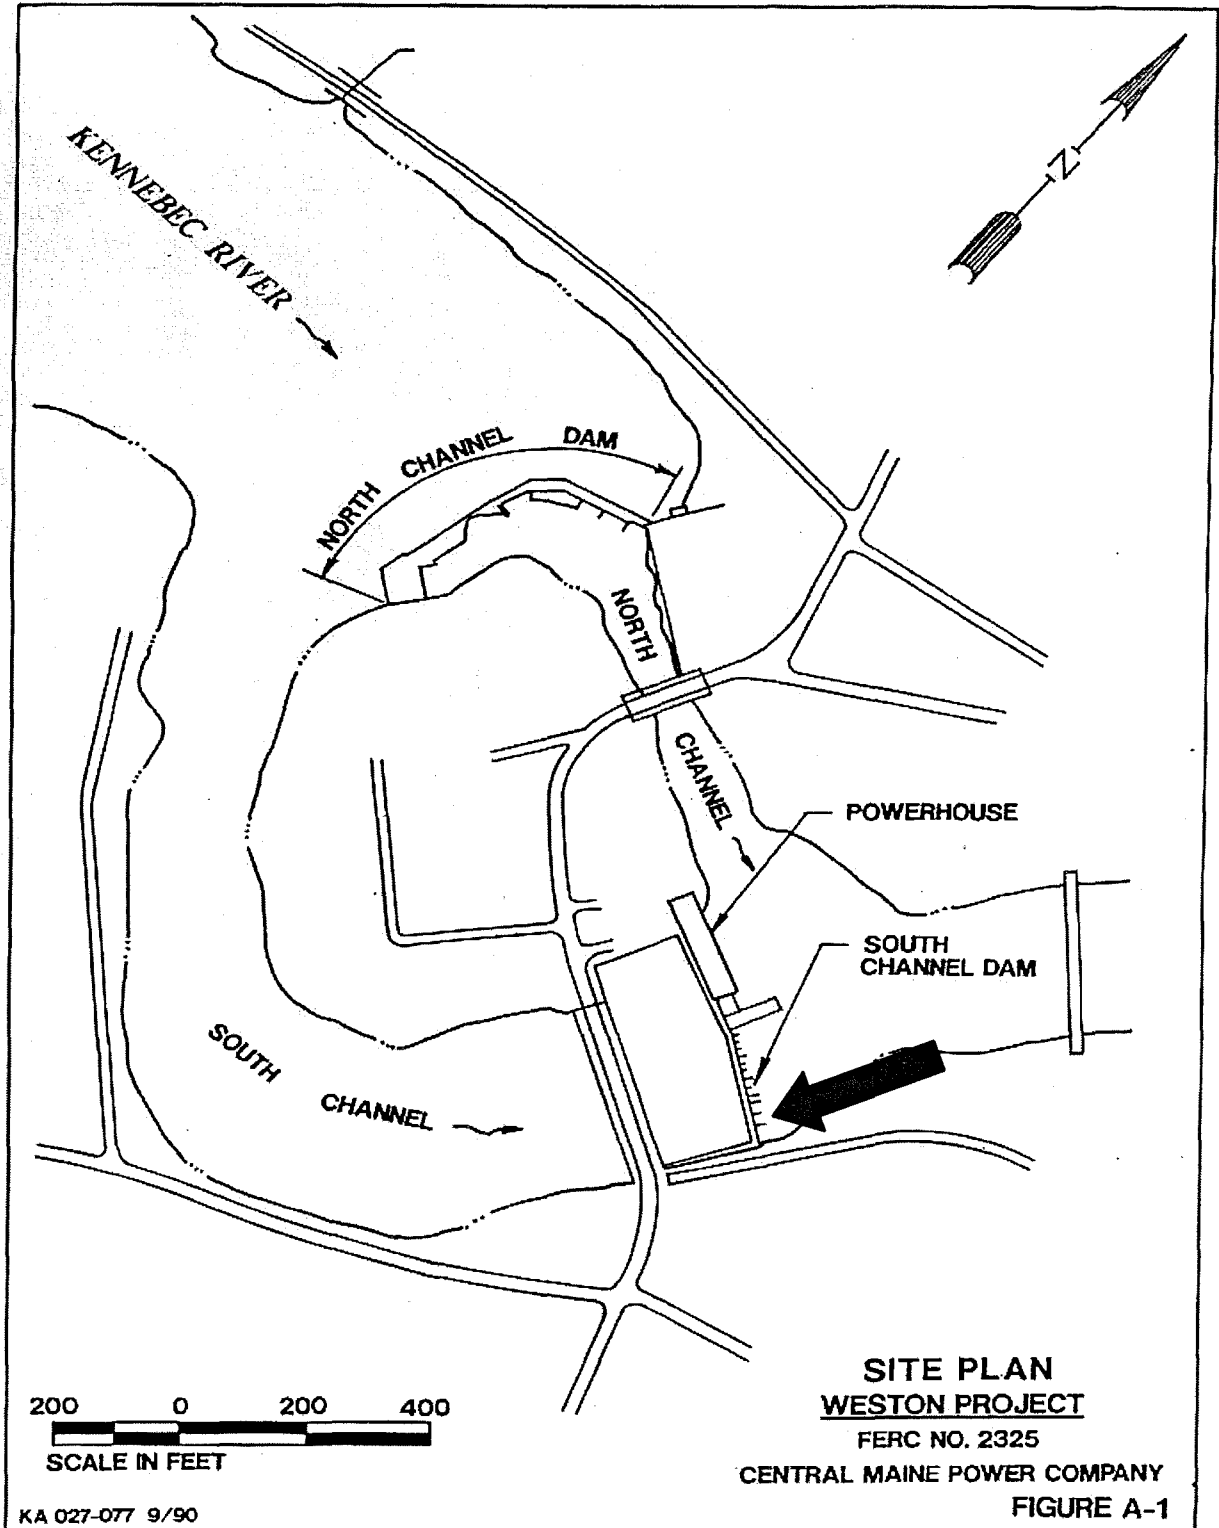 KENNEBEC RIVER
N
NORTH CHANNEL DAM
NORTH
CHANNEL
POWERHOUSE
SOUTH
CHANNEL DAM
SOUTH
CHANNEL
200 0 200 400
SCALE IN FEET
SITE PLAN
WESTON PROJECT
FERC NO. 2325
CENTRAL MAINE POWER COMPANY
FIGURE A-1
KA 027-077 9/90